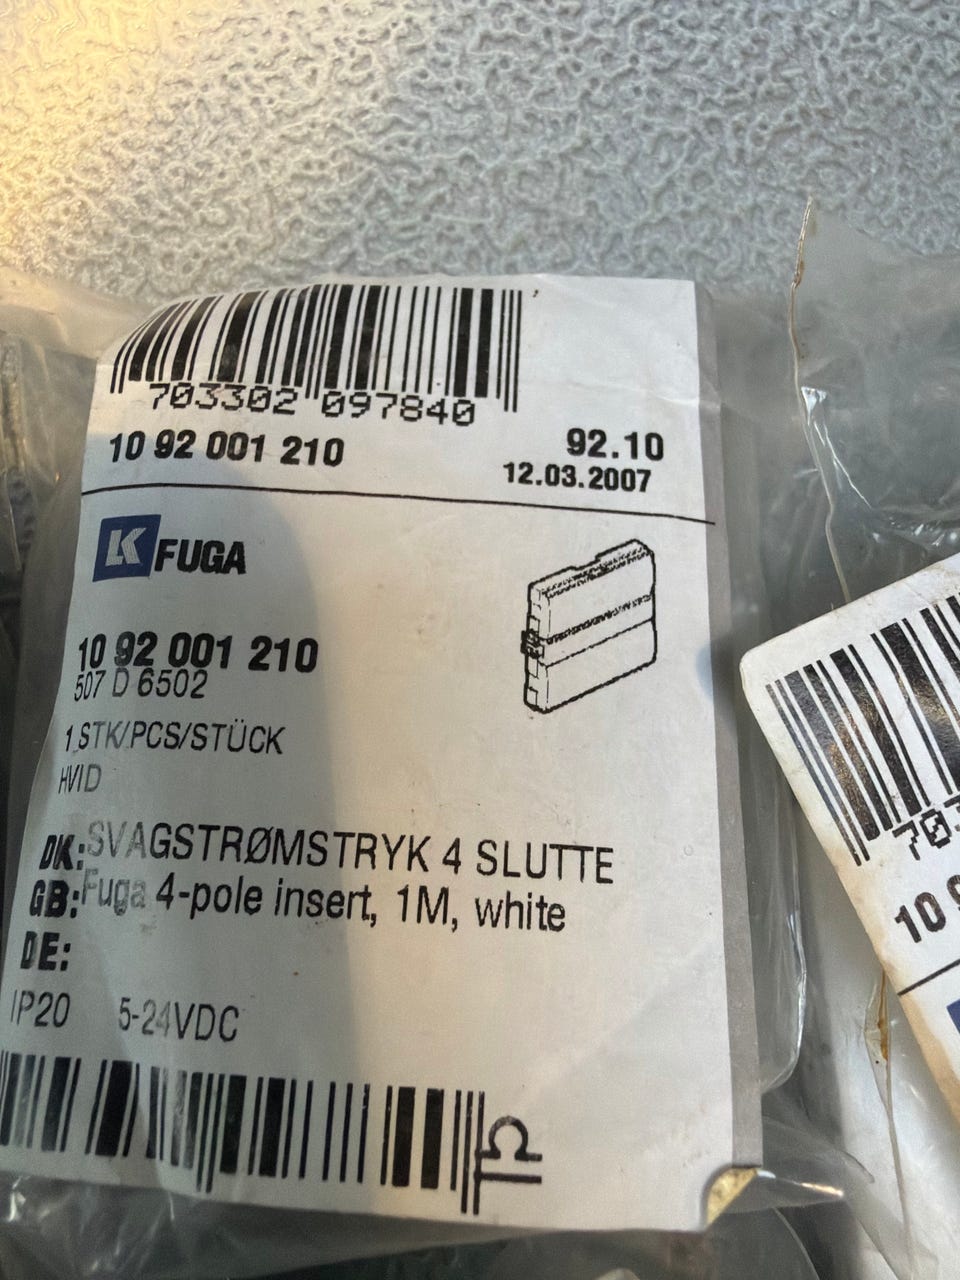 703302 097840
10 92 001 210
92.10
12.03.2007
LK FUGA
10 92 001 210
507 D 6502
1 STK/PCS/STÜCK
HVID
DK: SVAGSTRØMSTRYK 4 SLUTTE
GB: Fuga 4-pole insert, 1M, white
DE:
IP20 5-24VDC
70
10